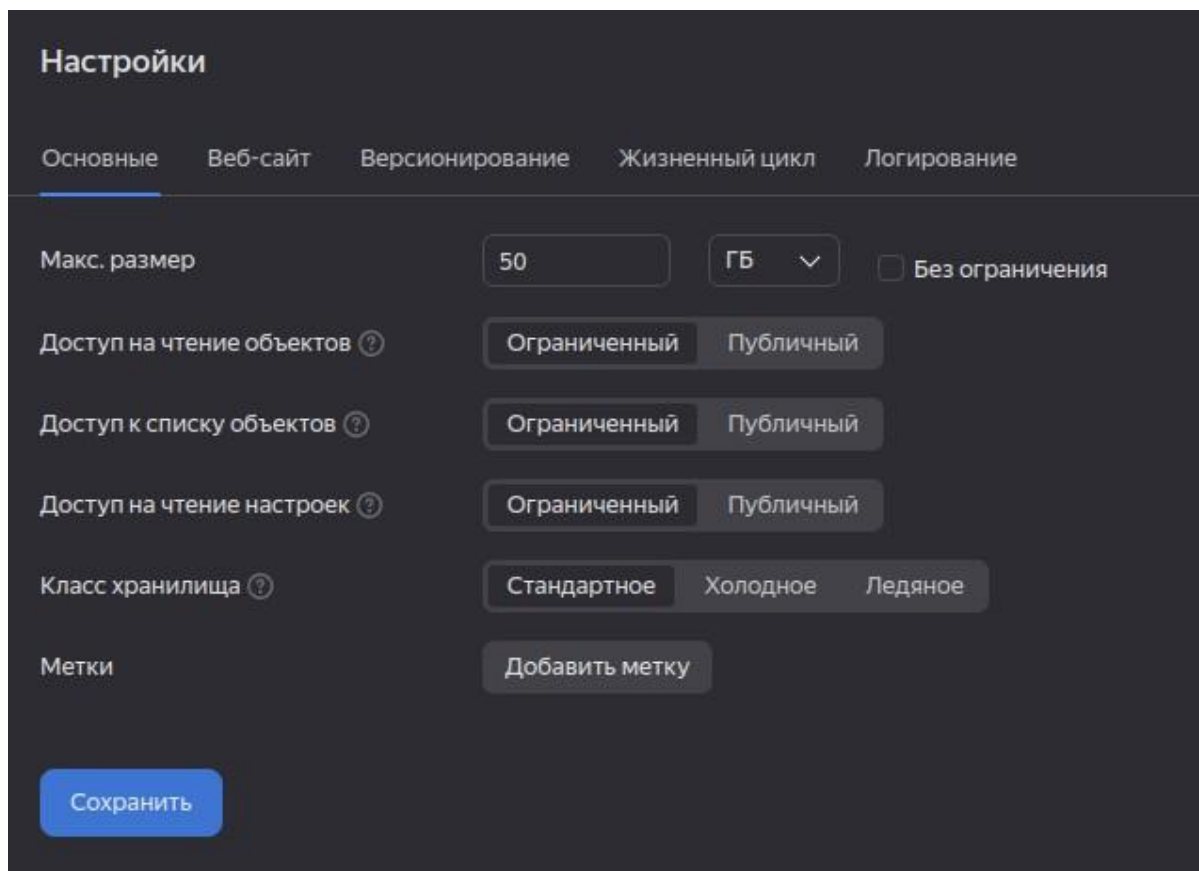 Настройки
Основные Веб-сайт Версионирование Жизненный цикл Логирование
Макс. размер 50 ГБ Без ограничения
Доступ на чтение объектов ? Ограниченный Публичный
Доступ к списку объектов ? Ограниченный Публичный
Доступ на чтение настроек ? Ограниченный Публичный
Класс хранилища ? Стандартное Холодное Ледяное
Метки Добавить метку
Сохранить